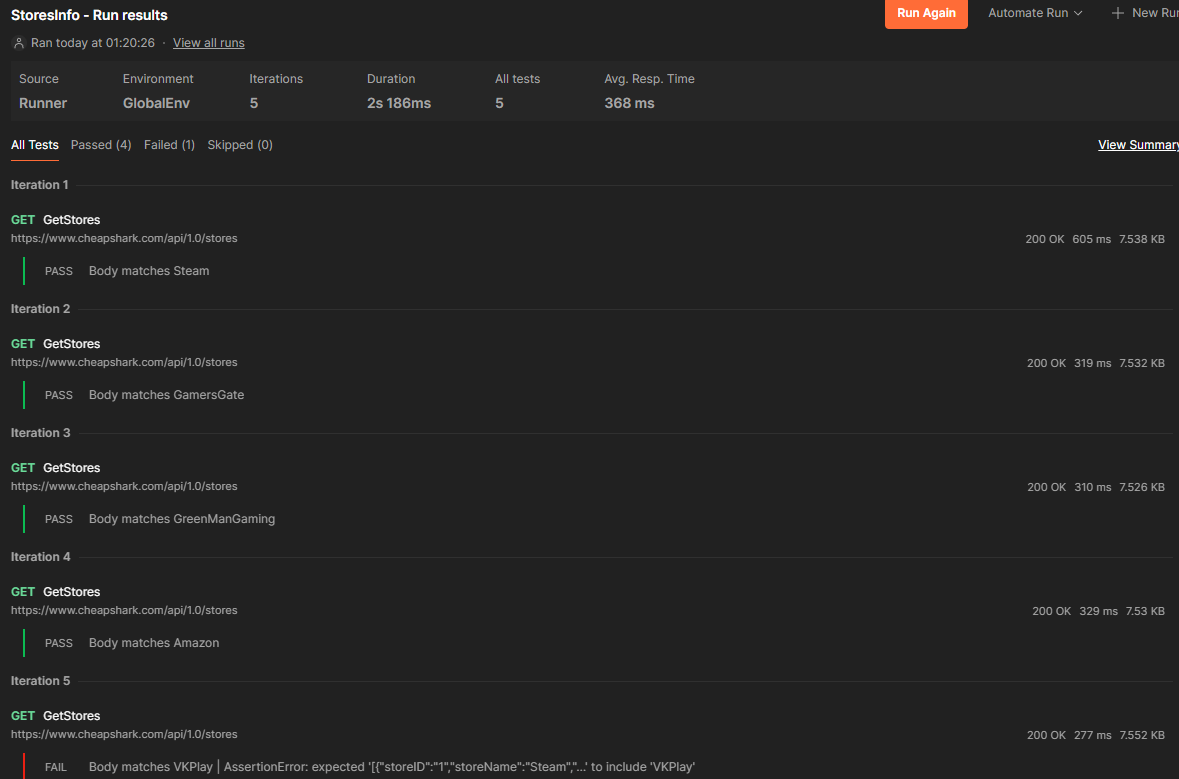 StoresInfo - Run results
Run Again
Automate Run
New Run
Ran today at 01:20:26 · View all runs
Source Environment Iterations Duration All tests Avg. Resp. Time
Runner GlobalEnv 5 2s 186ms 5 368 ms
All Tests Passed (4) Failed (1) Skipped (0) View Summary
Iteration 1
GET GetStores
https://www.cheapshark.com/api/1.0/stores
200 OK 605 ms 7.538 KB
PASS Body matches Steam
Iteration 2
GET GetStores
https://www.cheapshark.com/api/1.0/stores
200 OK 319 ms 7.532 KB
PASS Body matches GamersGate
Iteration 3
GET GetStores
https://www.cheapshark.com/api/1.0/stores
200 OK 310 ms 7.526 KB
PASS Body matches GreenManGaming
Iteration 4
GET GetStores
https://www.cheapshark.com/api/1.0/stores
200 OK 329 ms 7.53 KB
PASS Body matches Amazon
Iteration 5
GET GetStores
https://www.cheapshark.com/api/1.0/stores
200 OK 277 ms 7.552 KB
FAIL Body matches VKPlay | AssertionError: expected '[{"storeID":"1","storeName":"Steam","...' to include 'VKPlay'